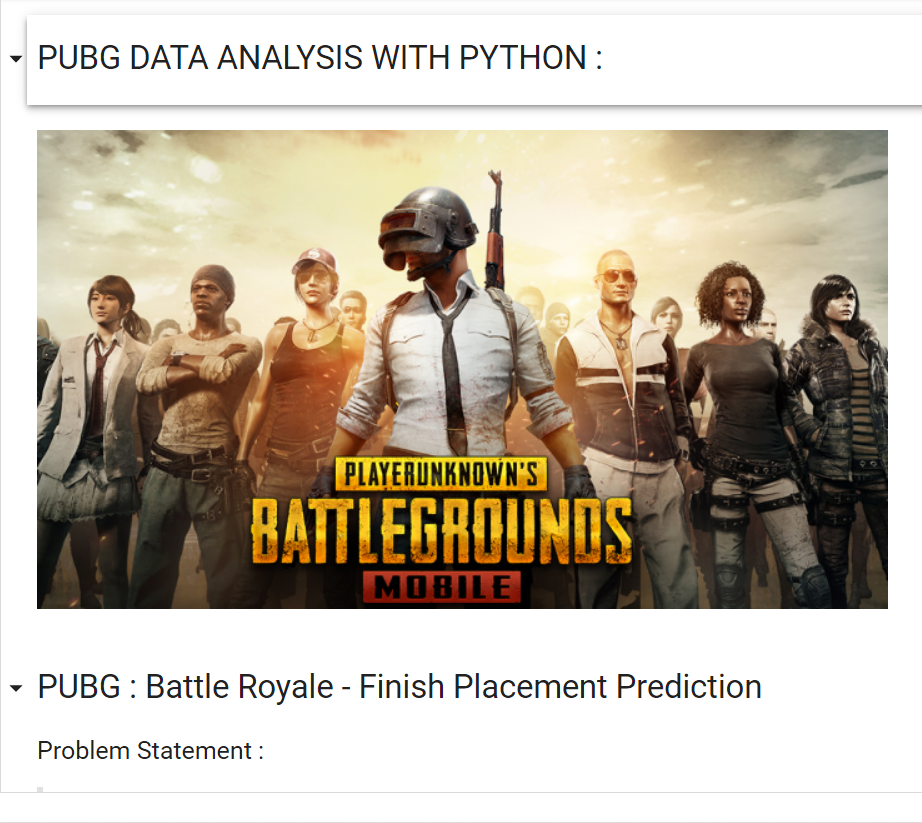 PUBG DATA ANALYSIS WITH PYTHON :
PLAYERUNKNOWN'S
BATTLEGROUNDS
MOBILE
PUBG : Battle Royale - Finish Placement Prediction
Problem Statement :